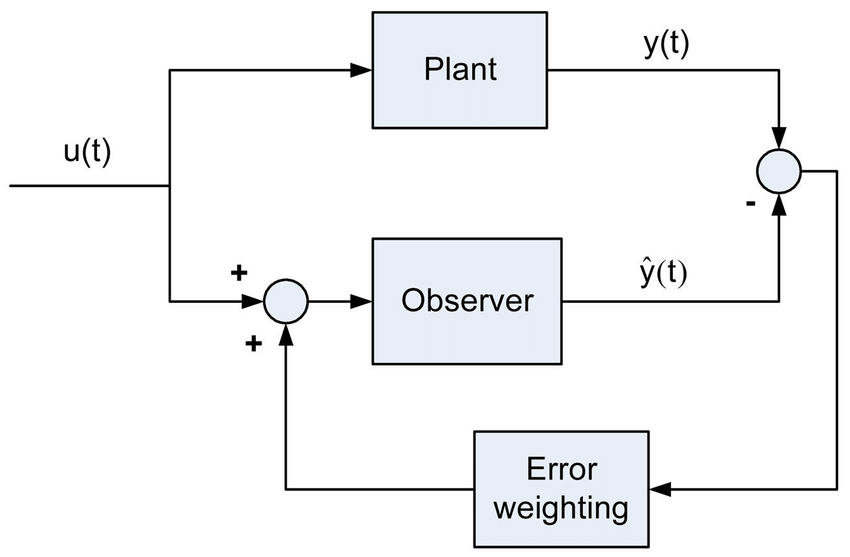 Plant
y(t)
u(t)
-
+
Observer
ŷ(t)
+
Error
weighting